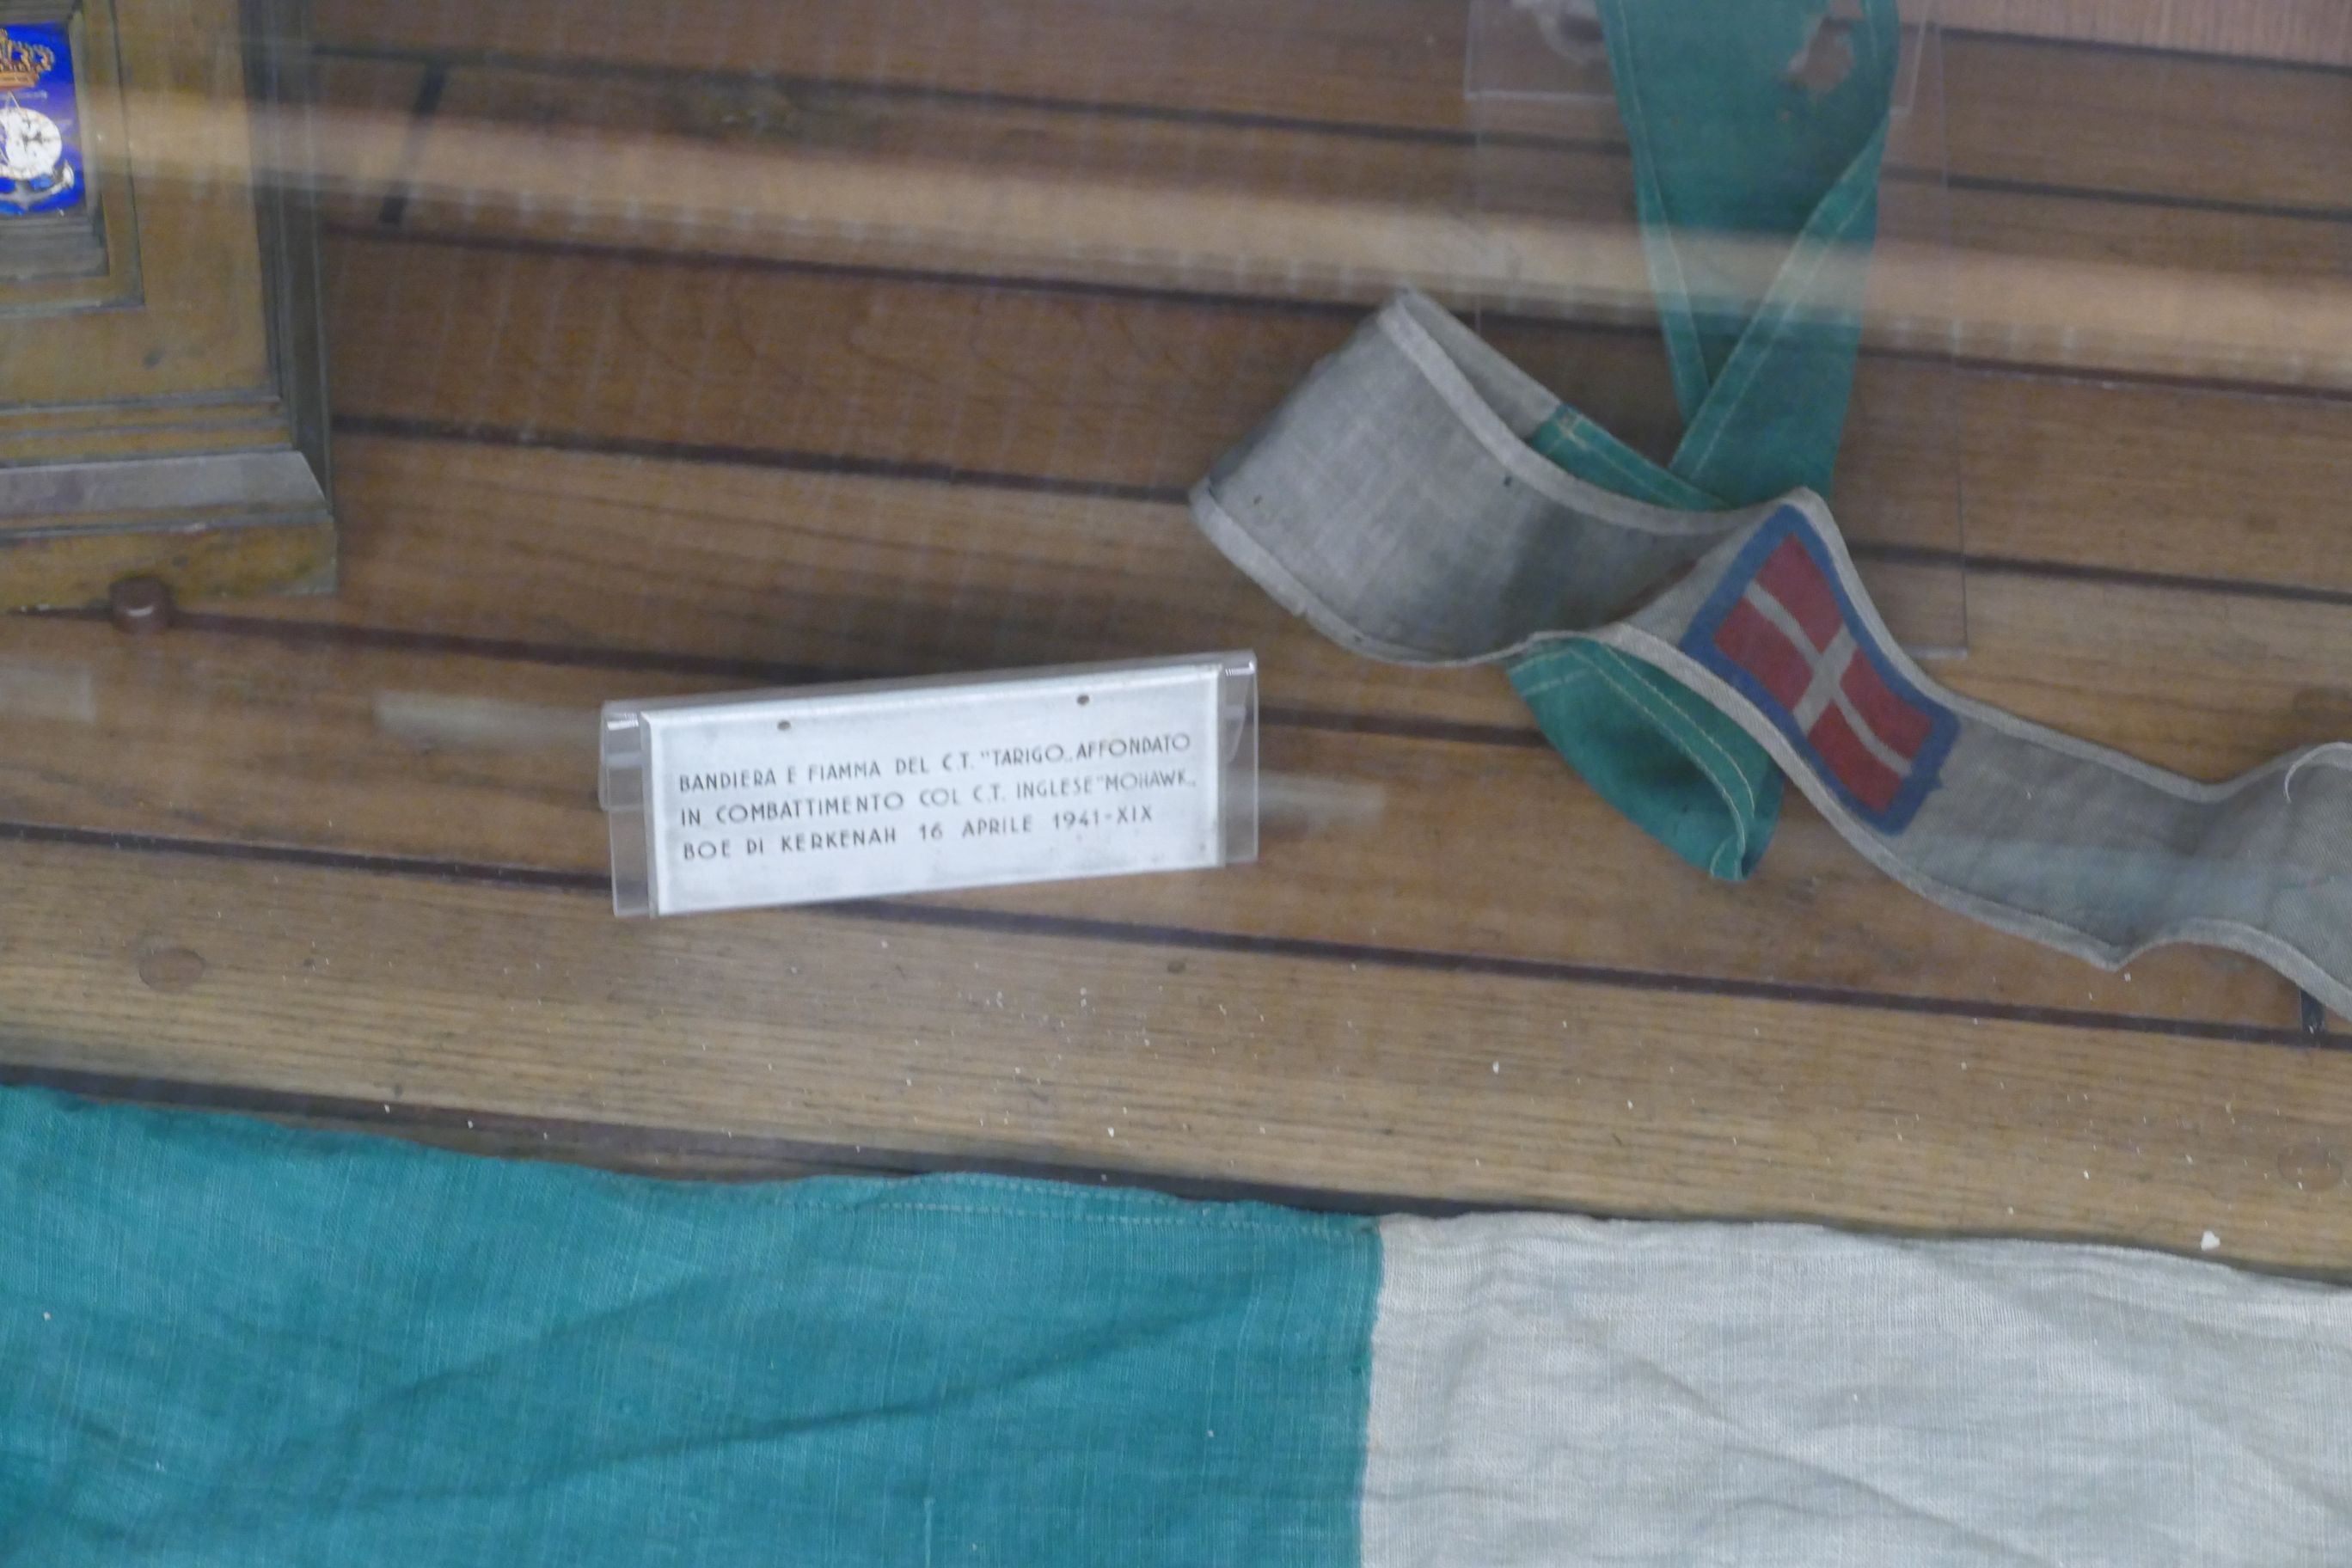 BANDIERA E FIAMMA DEL C.T. "TARIGO„ AFFONDATO
IN COMBATTIMENTO COL C.T. INGLESE "MOHAWK„
BOE DI KERKENAH 16 APRILE 1941-XIX